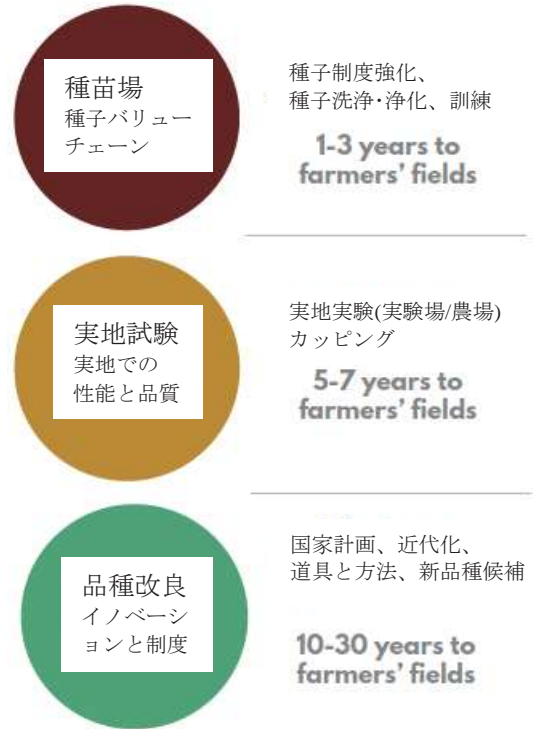 種苗場
種子バリュー
チェーン
種子制度強化、
種子洗浄・浄化、訓練
1-3 years to
farmers' fields
実地試験
実地での
性能と品質
実地実験(実験場/農場)
カッピング
5-7 years to
farmers' fields
品種改良
イノベーシ
ョンと制度
国家計画、近代化、
道具と方法、新品種候補
10-30 years to
farmers' fields